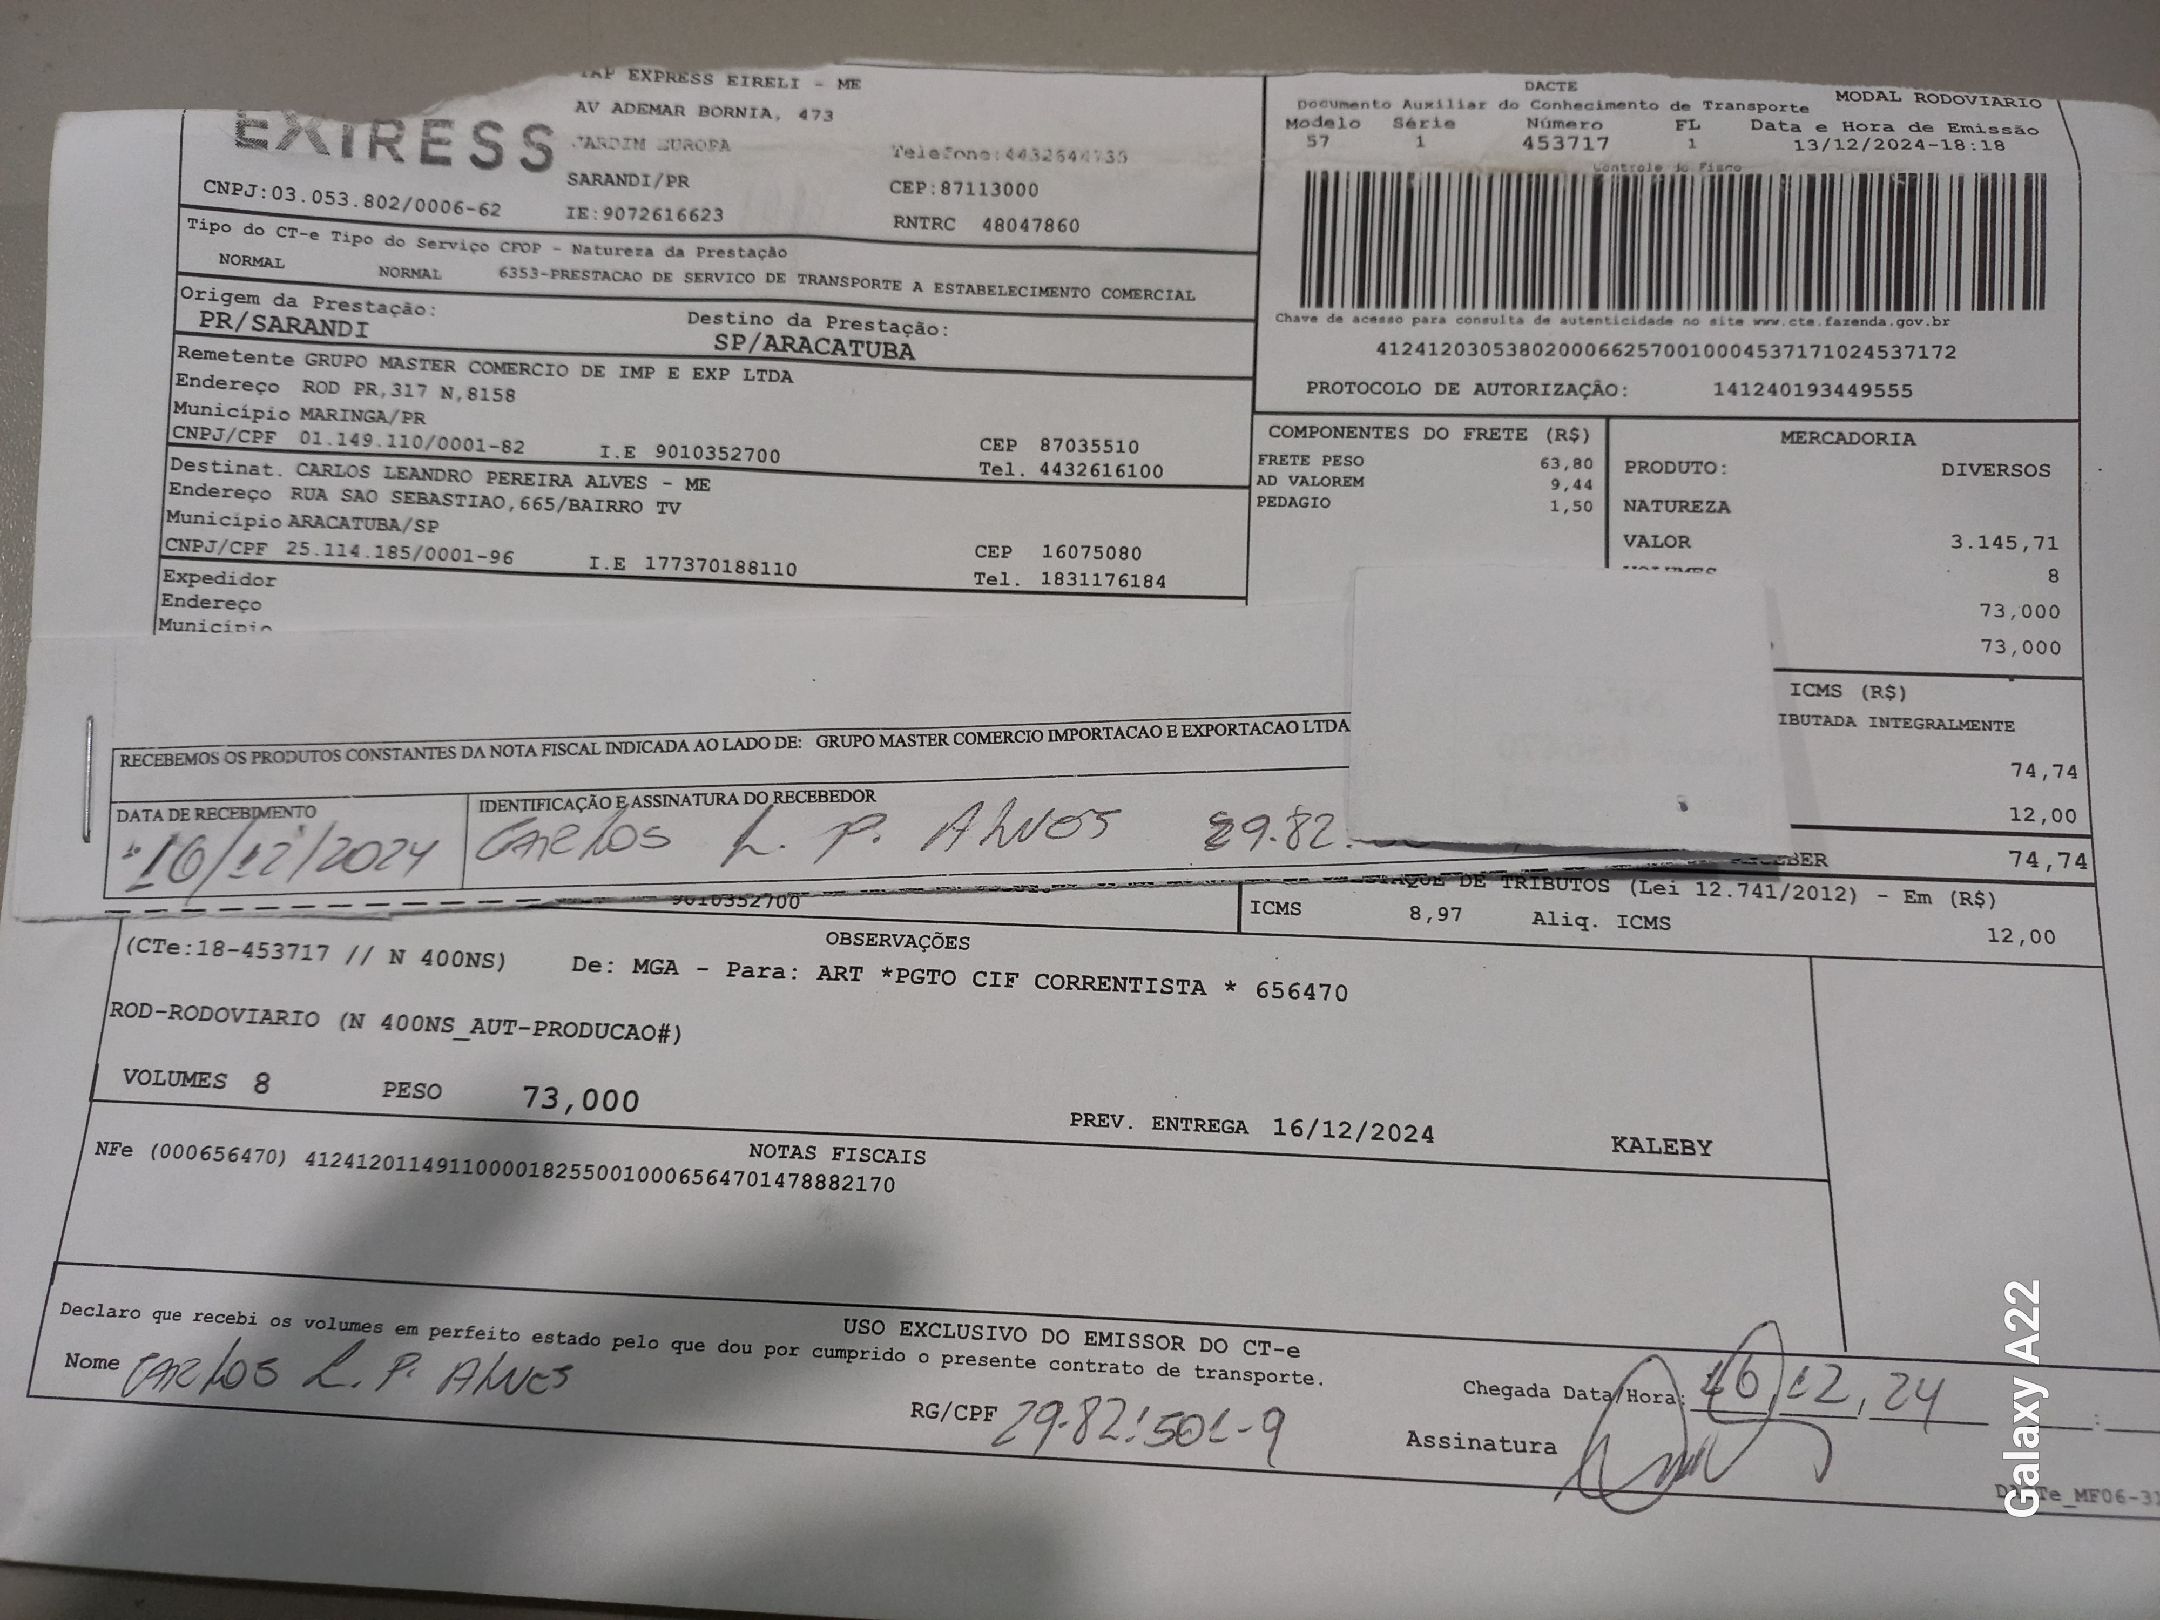 EXPRESS EIRELI - ME
AV ADEMAR BORNIA, 473
JARDIM EUROPA
SARANDI/PR
IE:9072616623
CEP:87113000
RNTRC 48047860
CNPJ:03.053.802/0006-62
DACTE
Documento Auxiliar do Conhecimento de Transporte
MODAL RODOVIARIO
Modelo Série Número FL Data e Hora de Emissão
57 1 453717 1 13/12/2024-18:18
Controle do Fisco
Chave de acesso para consulta de autenticidade no site www.cte.fazenda.gov.br
41241203053802000662570010004537171024537172
PROTOCOLO DE AUTORIZAÇÃO: 141240193449555
Tipo do CT-e Tipo do Serviço CFOP - Natureza da Prestação
NORMAL NORMAL 6353-PRESTACAO DE SERVICO DE TRANSPORTE A ESTABELECIMENTO COMERCIAL
Origem da Prestação: Destino da Prestação:
PR/SARANDI SP/ARACATUBA
Remetente GRUPO MASTER COMERCIO DE IMP E EXP LTDA
Endereço ROD PR,317 N,8158
Município MARINGA/PR
CEP 87035510
CNPJ/CPF 01.149.110/0001-82 I.E 9010352700 Tel. 4432616100
Destinat. CARLOS LEANDRO PEREIRA ALVES - ME
Endereço RUA SAO SEBASTIAO,665/BAIRRO TV
Município ARACATUBA/SP
CEP 16075080
CNPJ/CPF 25.114.185/0001-96 I.E 177370188110 Tel. 1831176184
Expedidor
Endereço
Município
COMPONENTES DO FRETE (R$)
FRETE PESO 63,80
AD VALOREM 9,44
PEDAGIO 1,50
MERCADORIA
PRODUTO: DIVERSOS
NATUREZA
VALOR 3.145,71
8
73,000
73,000
ICMS (R$)
IBUTADA INTEGRALMENTE
74,74
12,00
EBER 74,74
RECEBEMOS OS PRODUTOS CONSTANTES DA NOTA FISCAL INDICADA AO LADO DE: GRUPO MASTER COMERCIO IMPORTACAO E EXPORTACAO LTDA
DATA DE RECEBIMENTO IDENTIFICAÇÃO E ASSINATURA DO RECEBEDOR
16/12/2024 CARLOS L. P. ALVES 29.82.
9010352700
DE TRIBUTOS (Lei 12.741/2012) - Em (R$)
ICMS 8,97 Aliq. ICMS 12,00
OBSERVAÇÕES
(CTe:18-453717 // N 400NS) De: MGA - Para: ART *PGTO CIF CORRENTISTA * 656470
ROD-RODOVIARIO (N 400NS_AUT-PRODUCAO#)
VOLUMES 8 PESO 73,000 PREV. ENTREGA 16/12/2024 KALEBY
NOTAS FISCAIS
NFe (000656470) 41241201149110000182550010006564701478882170
USO EXCLUSIVO DO EMISSOR DO CT-e
Declaro que recebi os volumes em perfeito estado pelo que dou por cumprido o presente contrato de transporte.
Nome CARLOS L. P. ALVES
RG/CPF 29.82
Chegada Data/Hora: 16,12,24
Assinatura
Galaxy A22